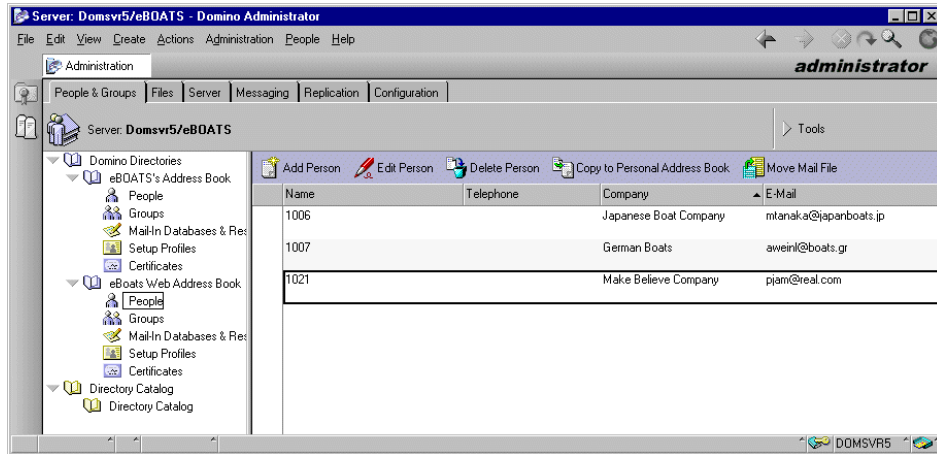 Server: Domsvr5/eBOATS - Domino Administrator
File Edit View Create Actions Administration People Help
Administration
administrator
People & Groups Files Server Messaging Replication Configuration
Server: Domsvr5/eBOATS
Tools
Domino Directories
eBOATS's Address Book
People
Groups
Mail-In Databases & Res
Setup Profiles
Certificates
eBoats Web Address Book
People
Groups
Mail-In Databases & Res
Setup Profiles
Certificates
Directory Catalog
Directory Catalog
Add Person Edit Person Delete Person Copy to Personal Address Book Move Mail File
Name Telephone Company E-Mail
1006 Japanese Boat Company mtanaka@japanboats.jp
1007 German Boats aweinl@boats.gr
1021 Make Believe Company pjam@real.com
DOMSVR5